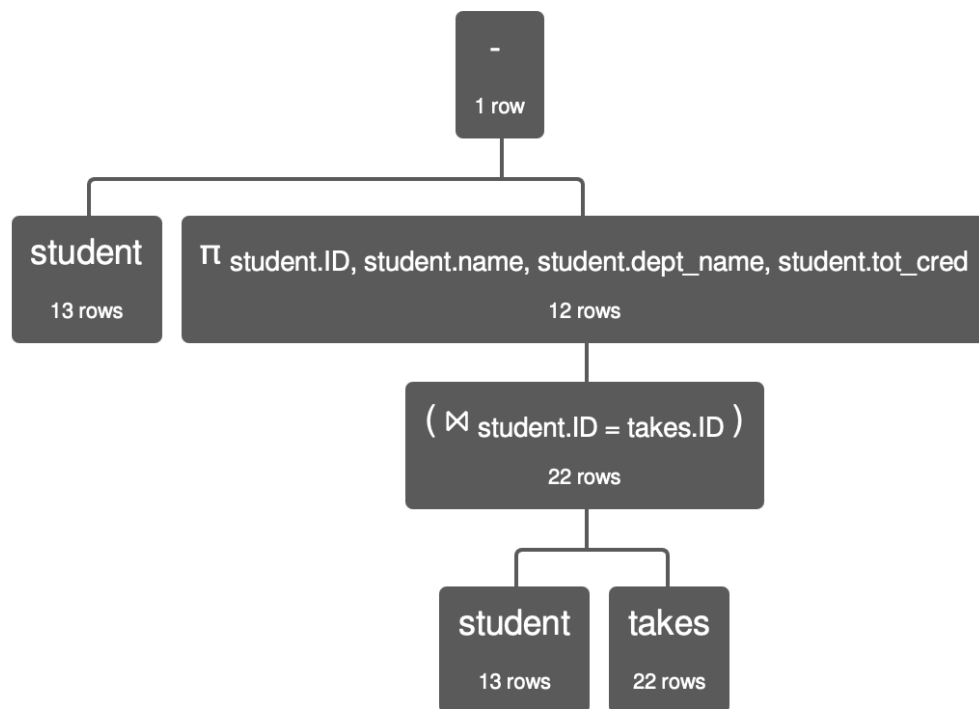 -
1 row
student
13 rows
π student.ID, student.name, student.dept_name, student.tot_cred
12 rows
( ⋈ student.ID = takes.ID )
22 rows
student
13 rows
takes
22 rows